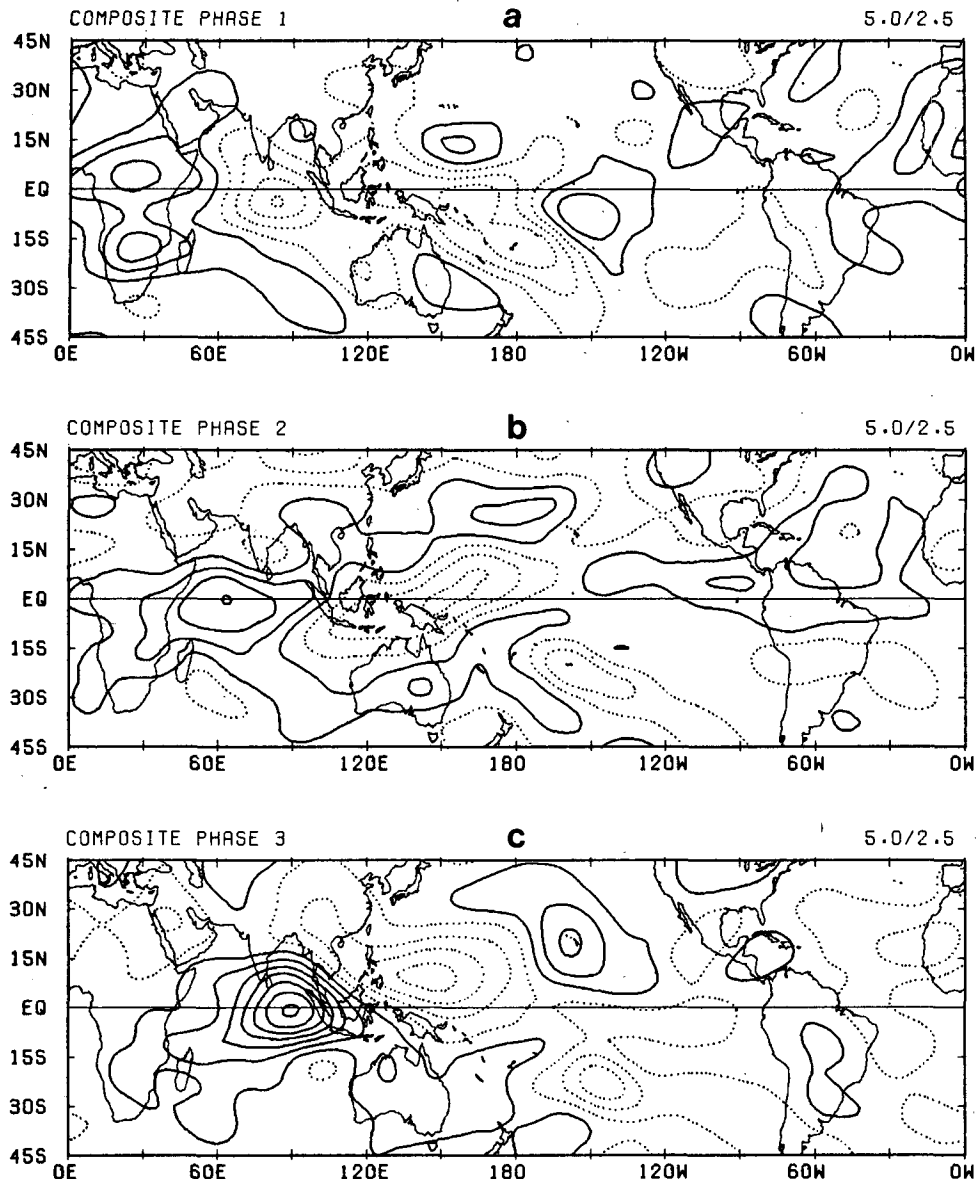 COMPOSITE PHASE 1 a 5.0/2.5
45N
30N
15N
EQ
15S
30S
45S
0E 60E 120E 180 120W 60W 0W
COMPOSITE PHASE 2 b 5.0/2.5
45N
30N
15N
EQ
15S
30S
45S
0E 60E 120E 180 120W 60W 0W
COMPOSITE PHASE 3 c 5.0/2.5
45N
30N
15N
EQ
15S
30S
45S
0E 60E 120E 180 120W 60W 0W